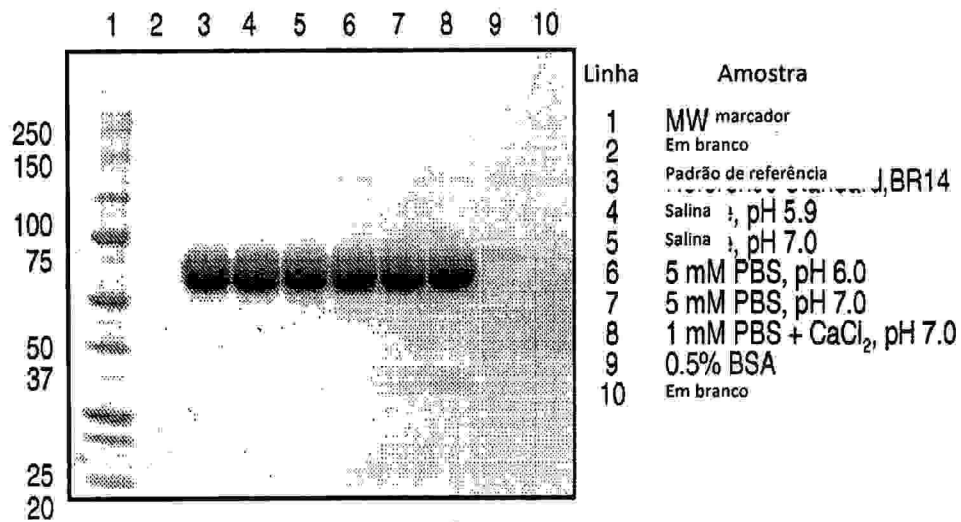 1 2 3 4 5 6 7 8 9 10
250
150
100
75
50
37
25
20
Linha Amostra
1 MW marcador
2 Em branco
3 Padrão de referência ,BR14
4 Salina , pH 5.9
5 Salina , pH 7.0
6 5 mM PBS, pH 6.0
7 5 mM PBS, pH 7.0
8 1 mM PBS + CaCl₂, pH 7.0
9 0.5% BSA
10 Em branco